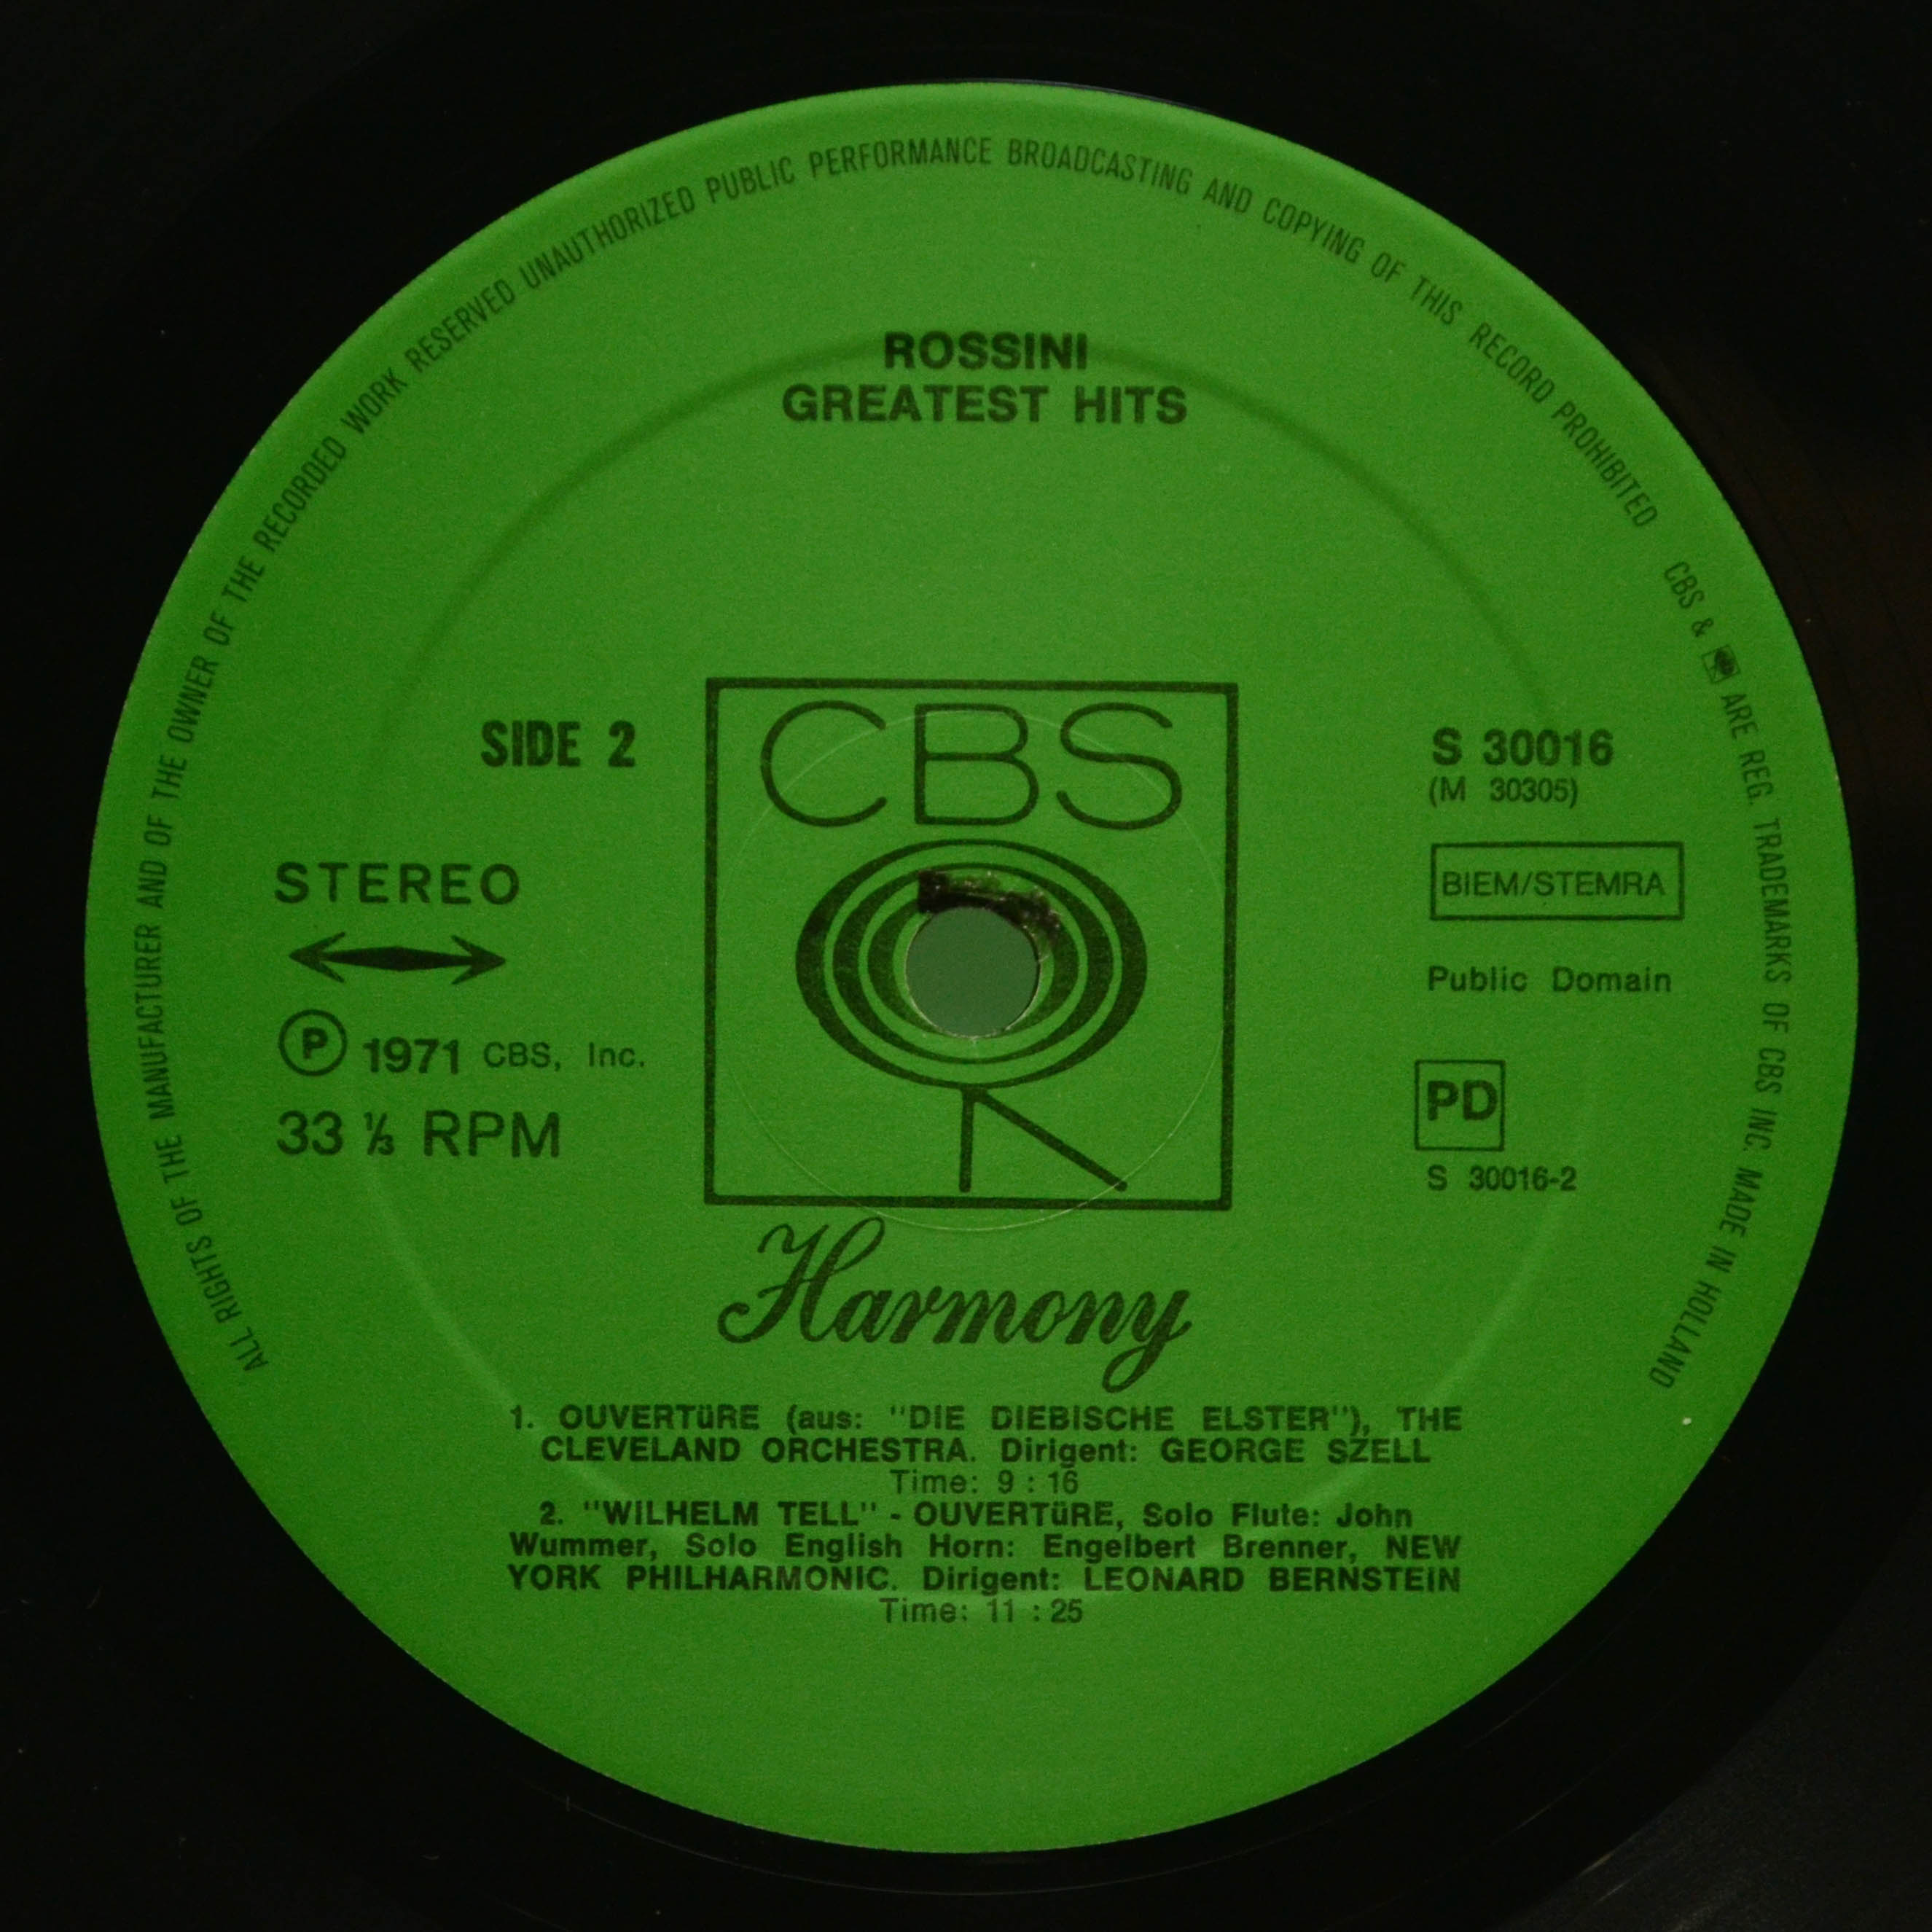 ALL RIGHTS OF THE MANUFACTURER AND OF THE OWNER OF THE RECORDED WORK RESERVED UNAUTHORIZED PUBLIC PERFORMANCE BROADCASTING AND COPYING OF THIS RECORD PROHIBITED CBS & ARE REG. TRADEMARKS OF CBS INC. MADE IN HOLLAND
ROSSINI
GREATEST HITS
CBS
SIDE 2
STEREO
Ⓟ 1971 CBS, Inc.
33 ⅓ RPM
S 30016
(M 30305)
BIEM/STEMRA
Public Domain
PD
S 30016-2
Harmony
1. OUVERTüRE (aus: "DIE DIEBISCHE ELSTER"), THE
CLEVELAND ORCHESTRA. Dirigent: GEORGE SZELL
Time: 9 : 16
2. "WILHELM TELL" - OUVERTüRE, Solo Flute: John
Wummer, Solo English Horn: Engelbert Brenner, NEW
YORK PHILHARMONIC. Dirigent: LEONARD BERNSTEIN
Time: 11 : 25